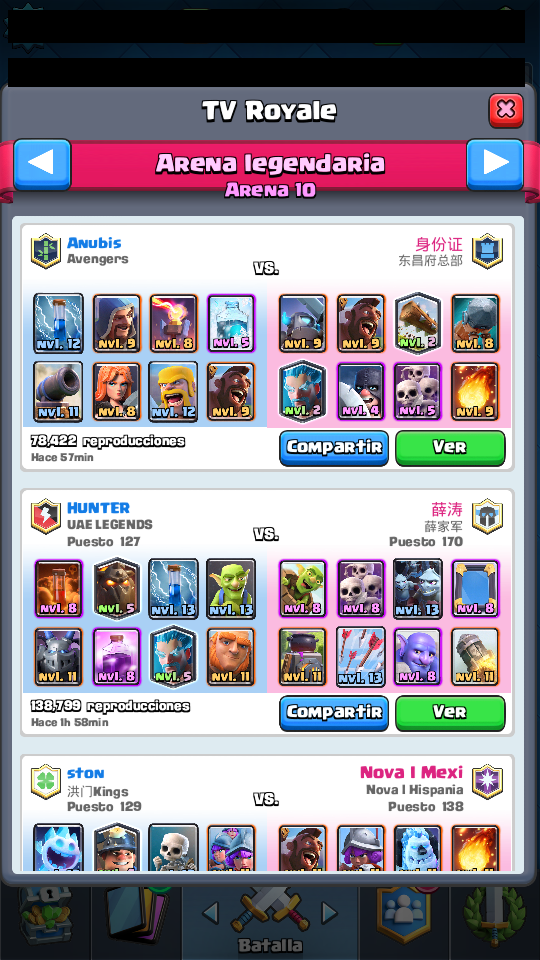 TV Royale
Arena legendaria
Arena 10
Anubis
Avengers
vs.
身份证
东昌府总部
nvl. 12 nvl. 9 nvl. 8 nvl. 5 nvl. 9 nvl. 9 nvl. 2 nvl. 8
nvl. 11 nvl. 8 nvl. 12 nvl. 9 nvl. 2 nvl. 4 nvl. 5 nvl. 9
78,422 reproducciones
Hace 57min
Compartir
Ver
HUNTER
UAE LEGENDS
Puesto 127
vs.
薛涛
薛家军
Puesto 170
nvl. 8 nvl. 5 nvl. 13 nvl. 13 nvl. 8 nvl. 8 nvl. 13 nvl. 8
nvl. 11 nvl. 8 nvl. 5 nvl. 11 nvl. 11 nvl. 13 nvl. 8 nvl. 11
138,799 reproducciones
Hace 1h 58min
Compartir
Ver
ston
洪门Kings
Puesto 129
vs.
Nova l Mexi
Nova l Hispania
Puesto 138
Batalla